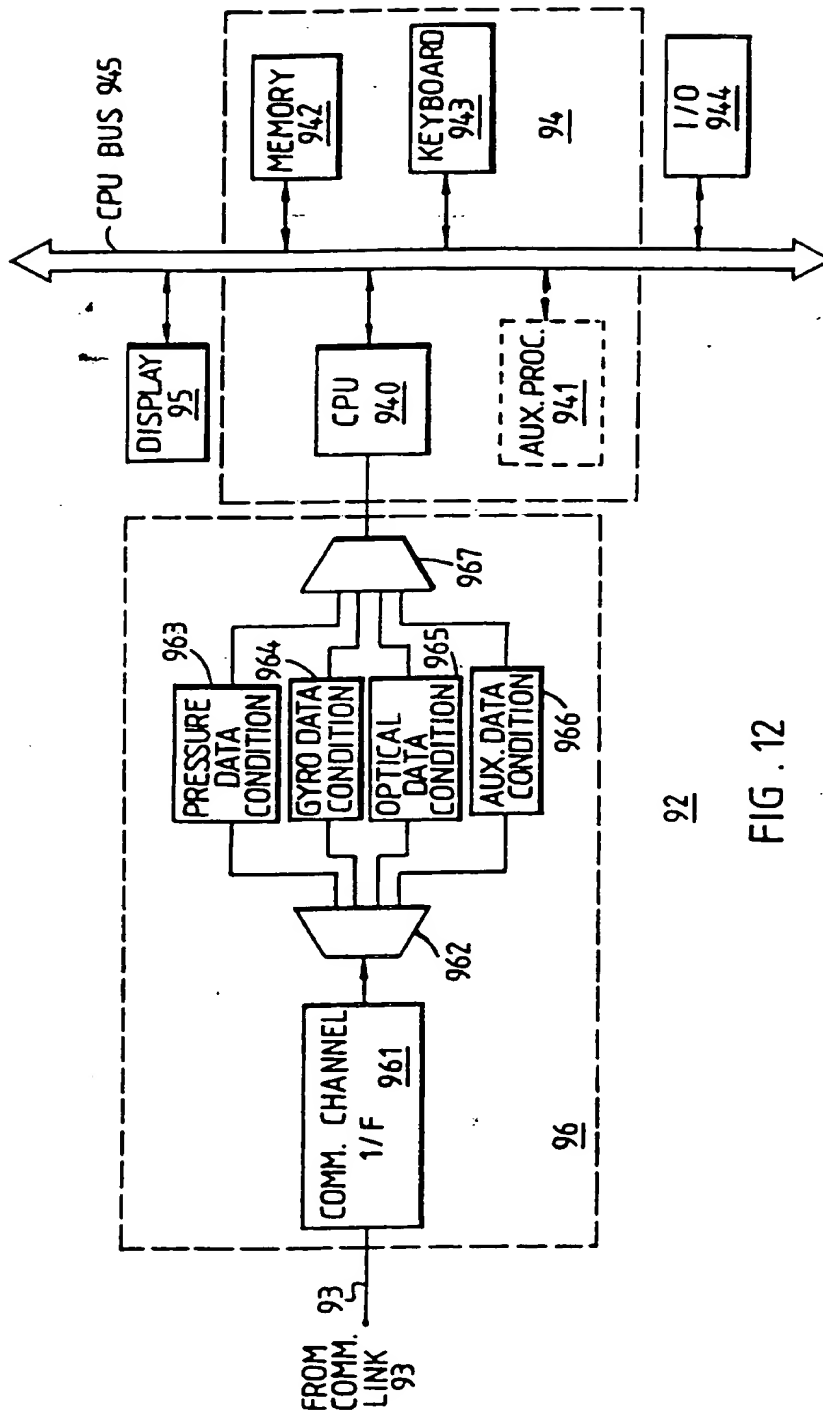 FROM
COMM.
LINK
93
93
COMM. CHANNEL
1/F 961
962
PRESSURE
DATA
CONDITION
963
GYRO DATA
CONDITION
964
OPTICAL
DATA
CONDITION
965
AUX. DATA
CONDITION
966
967
96
DISPLAY
95
CPU
940
AUX. PROC.
941
CPU BUS 945
MEMORY
942
KEYBOARD
943
94
I/O
944
92
FIG. 12